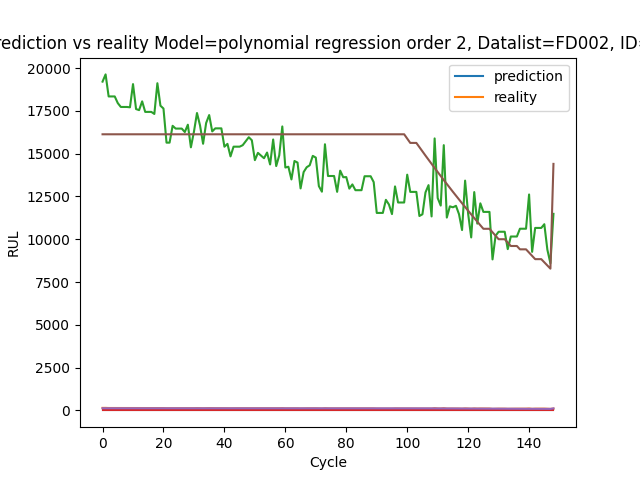 rediction vs reality Model=polynomial regression order 2, Datalist=FD002, ID=
20000
17500
15000
12500
10000
7500
5000
2500
0
RUL
prediction
reality
0 20 40 60 80 100 120 140
Cycle